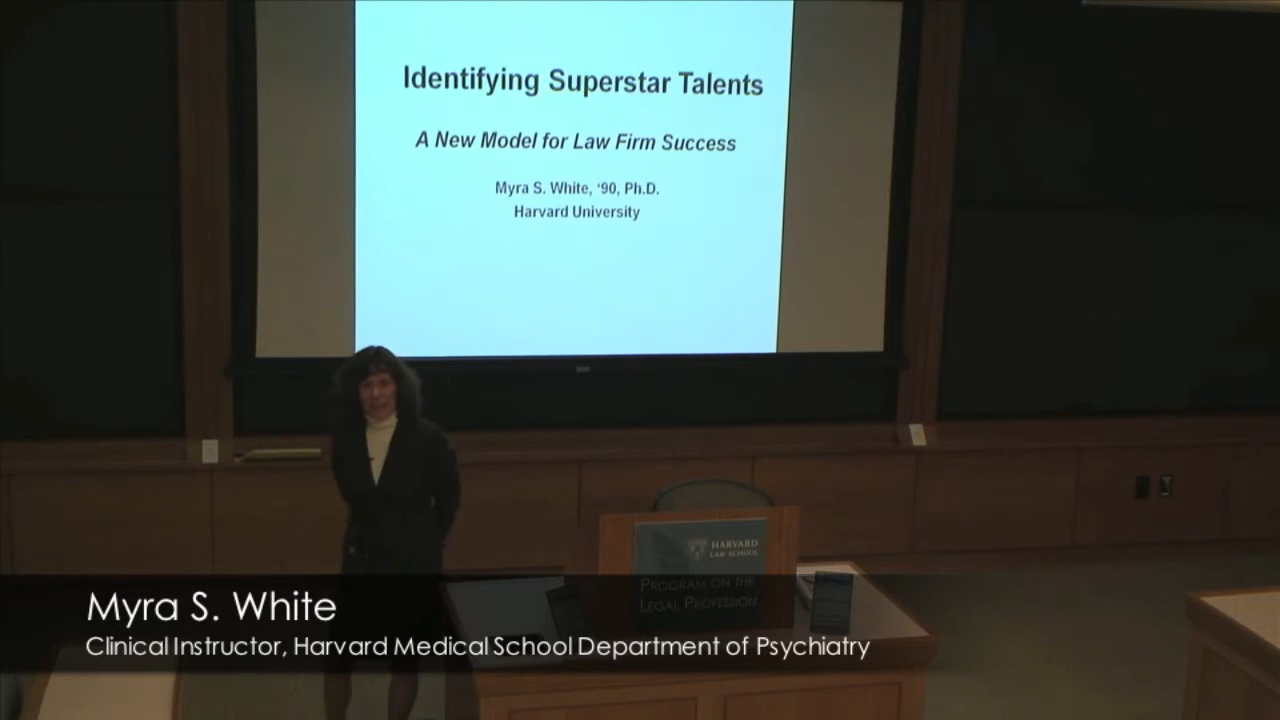 Identifying Superstar Talents
A New Model for Law Firm Success
Myra S. White, ‘90, Ph.D.
Harvard University
HARVARD
LAW SCHOOL
PROGRAM ON THE
LEGAL PROFESSION
Myra S. White
Clinical Instructor, Harvard Medical School Department of Psychiatry